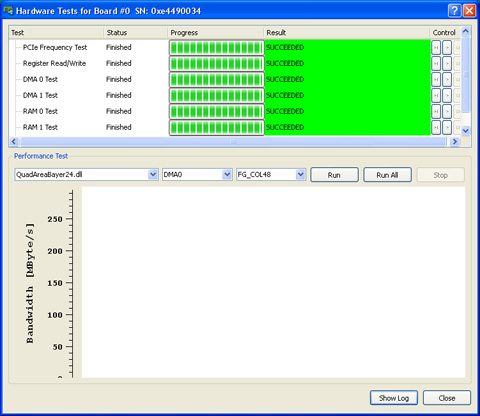 Hardware Tests for Board #0 SN: 0xe4490034
Test Status Progress Result Control
PCIe Frequency Test Finished SUCCEEDED
Register Read/Write Finished SUCCEEDED
DMA 0 Test Finished SUCCEEDED
DMA 1 Test Finished SUCCEEDED
RAM 0 Test Finished SUCCEEDED
RAM 1 Test Finished SUCCEEDED
Performance Test
QuadAreaBayer24.dll DMA0 FG_COL48 Run Run All Stop
Bandwidth [MByte/s]
250
200
150
100
50
Show Log Close